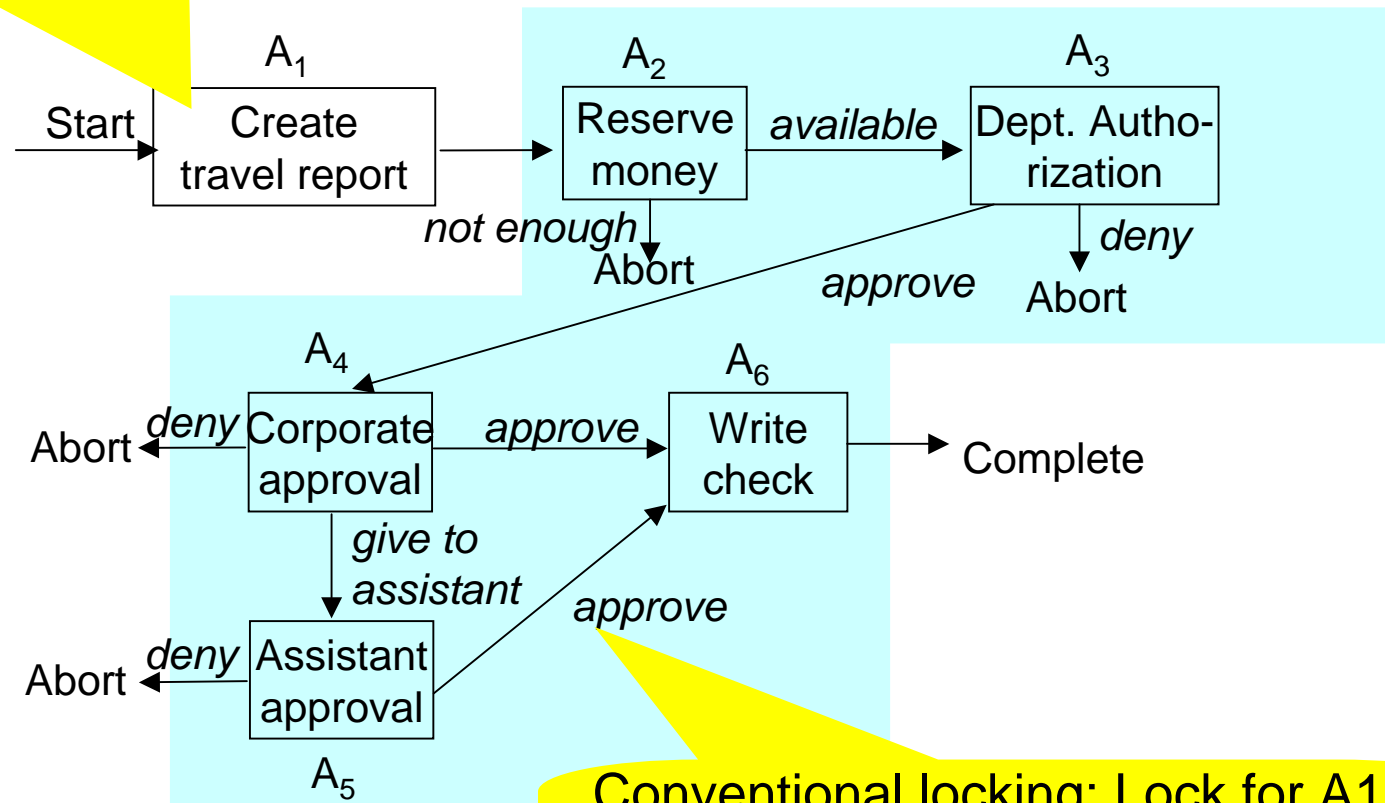 A1
A2
A3
Start
Create
travel report
Reserve
money
available
Dept. Autho-
rization
not enough
Abort
approve
deny
Abort
A4
A6
Abort
deny
Corporate
approval
approve
Write
check
Complete
give to
assistant
approve
Abort
deny
Assistant
approval
A5
Conventional locking: Lock for A1